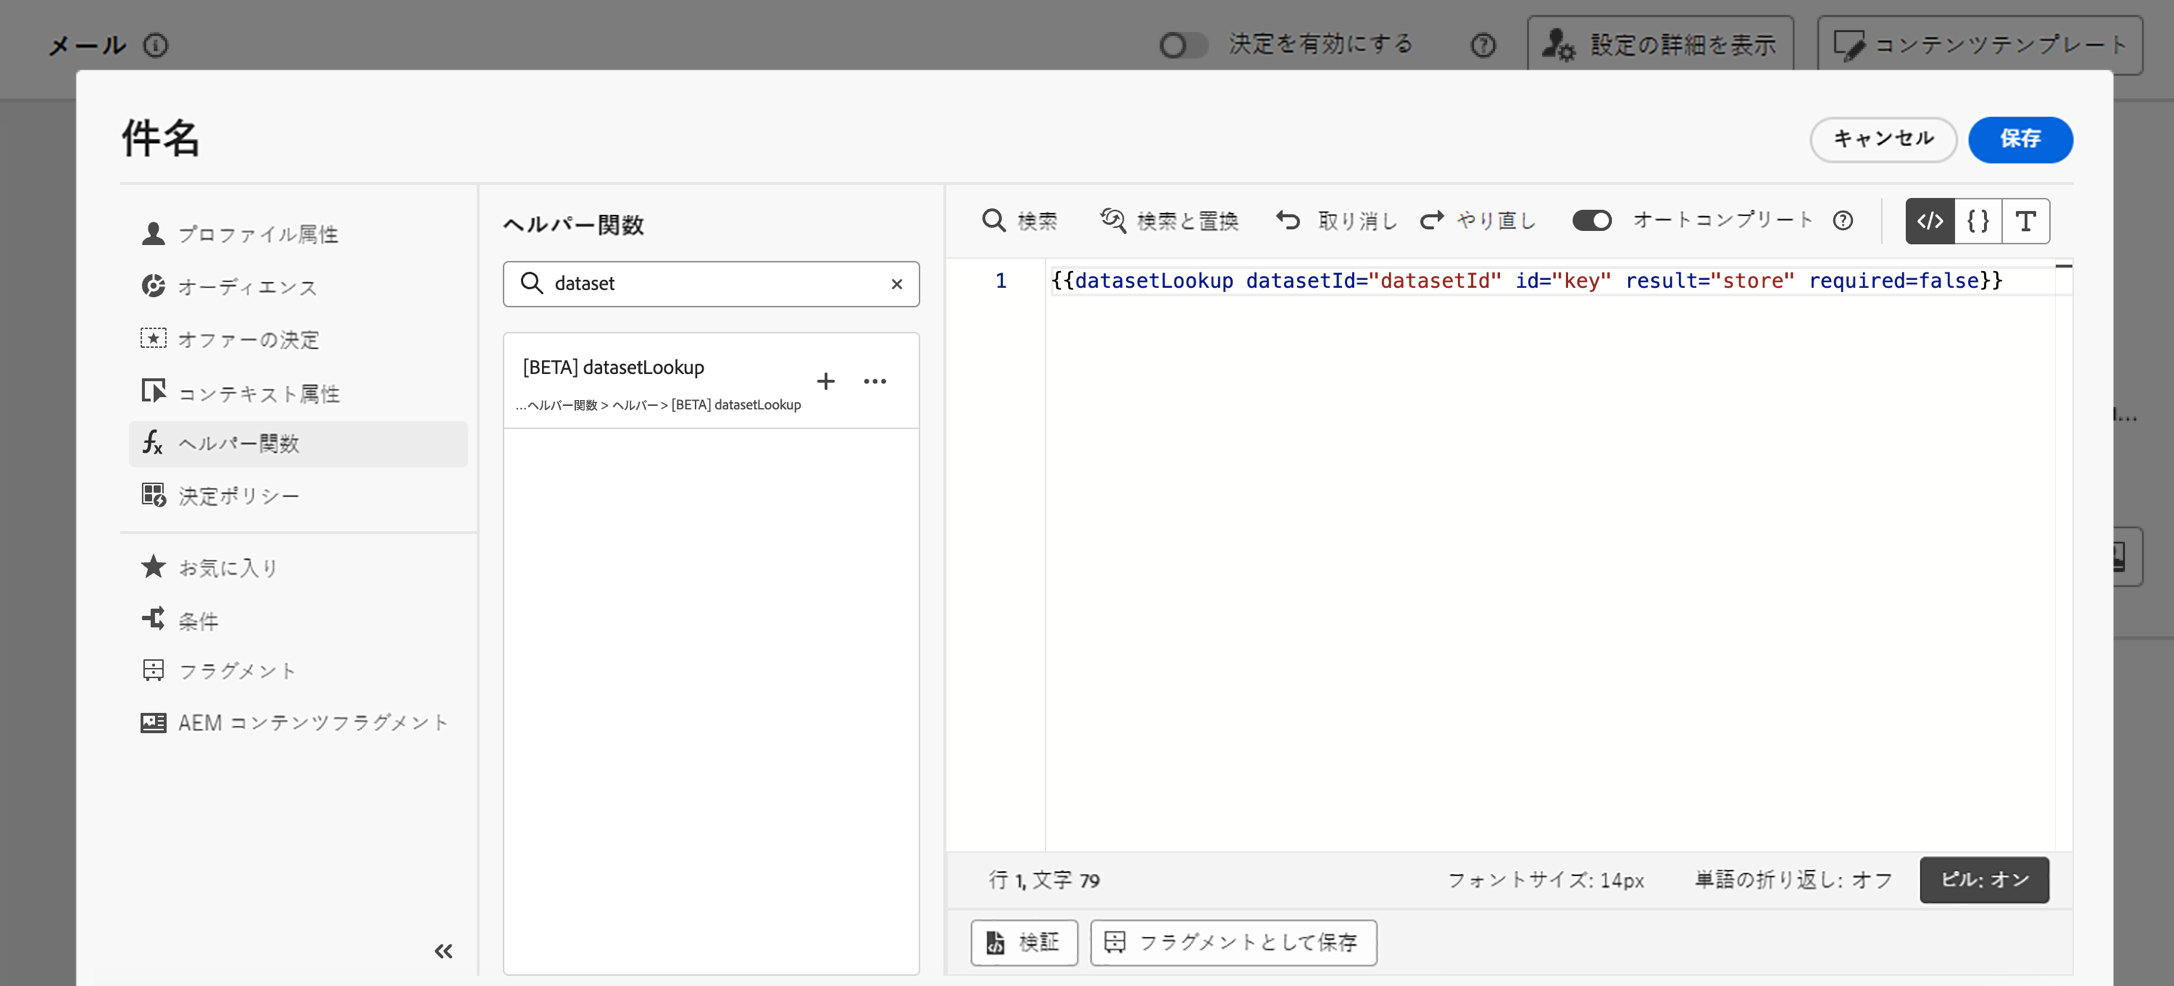 メール
決定を有効にする
設定の詳細を表示
コンテンツテンプレート
件名
キャンセル
保存
プロファイル属性
オーディエンス
オファーの決定
コンテキスト属性
ヘルパー関数
決定ポリシー
お気に入り
条件
フラグメント
AEM コンテンツフラグメント
ヘルパー関数
dataset
[BETA] datasetLookup
...ヘルパー関数 > ヘルパー > [BETA] datasetLookup
検索
検索と置換
取り消し
やり直し
オートコンプリート
1
{{datasetLookup datasetId="datasetId" id="key" result="store" required=false}}
行 1, 文字 79
フォントサイズ: 14px
単語の折り返し: オフ
ピル: オン
検証
フラグメントとして保存